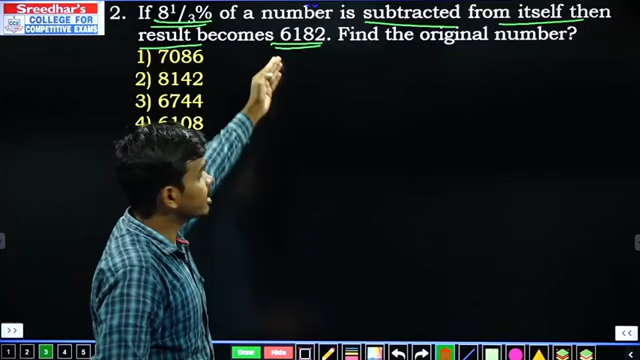 Sreedhar's
CCE
COLLEGE FOR
COMPETITIVE EXAMS
2. If 8¹/₃% of a number is subtracted from itself then
result becomes 6182. Find the original number?
1) 7086
2) 8142
3) 6744
4) 6108
>>
<<
1 2 3 4 5
Draw Hide